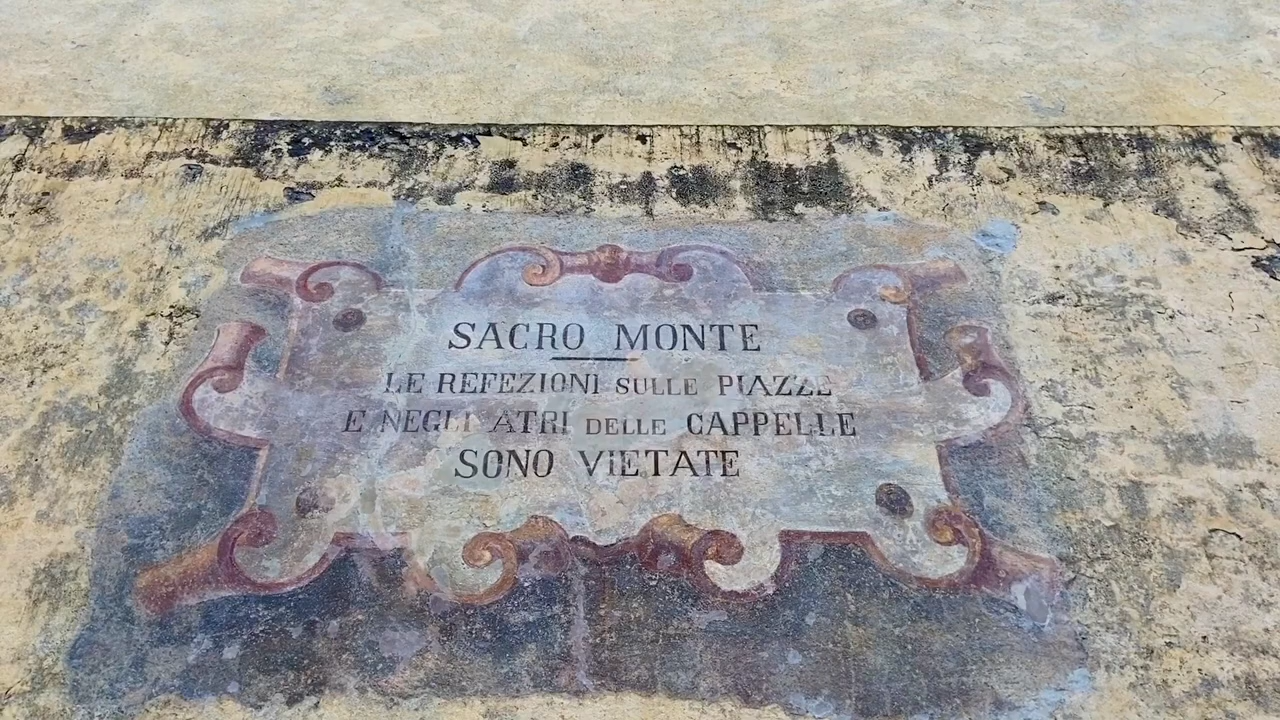 SACRO MONTE
LE REFEZIONI SULLE PIAZZE
E NEGLI ATRI DELLE CAPPELLE
SONO VIETATE